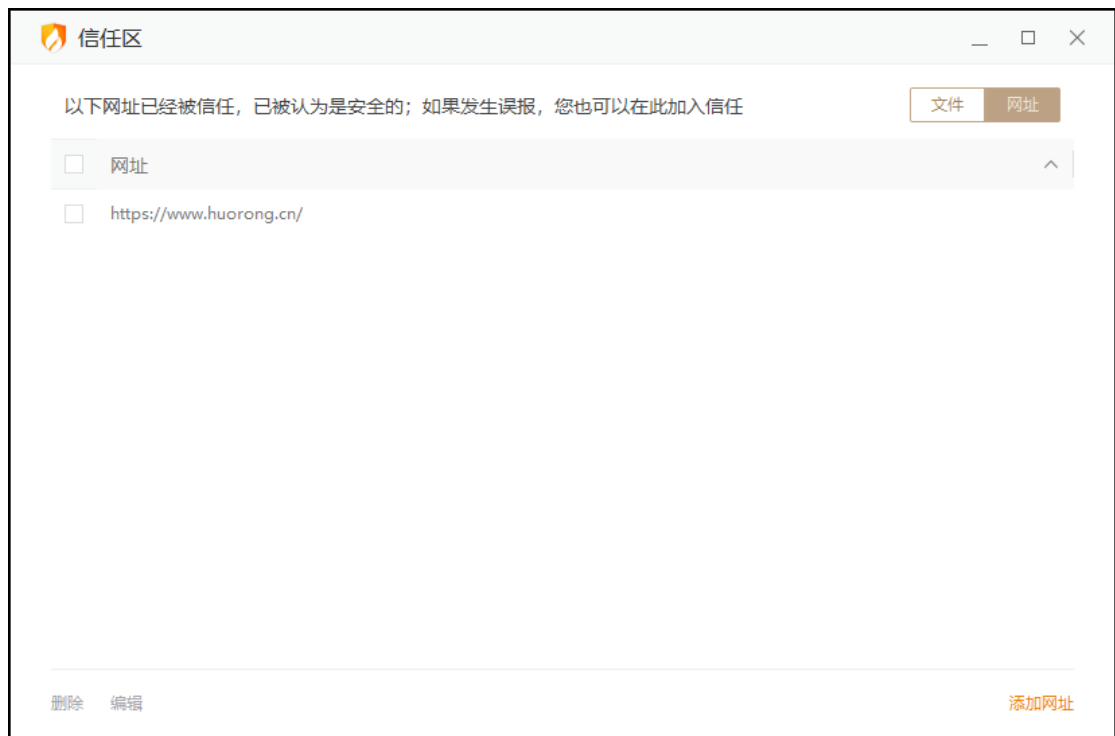 信任区
以下网址已经被信任，已被认为是安全的；如果发生误报，您也可以在此加入信任
文件 网址
网址
https://www.huorong.cn/
删除 编辑 添加网址